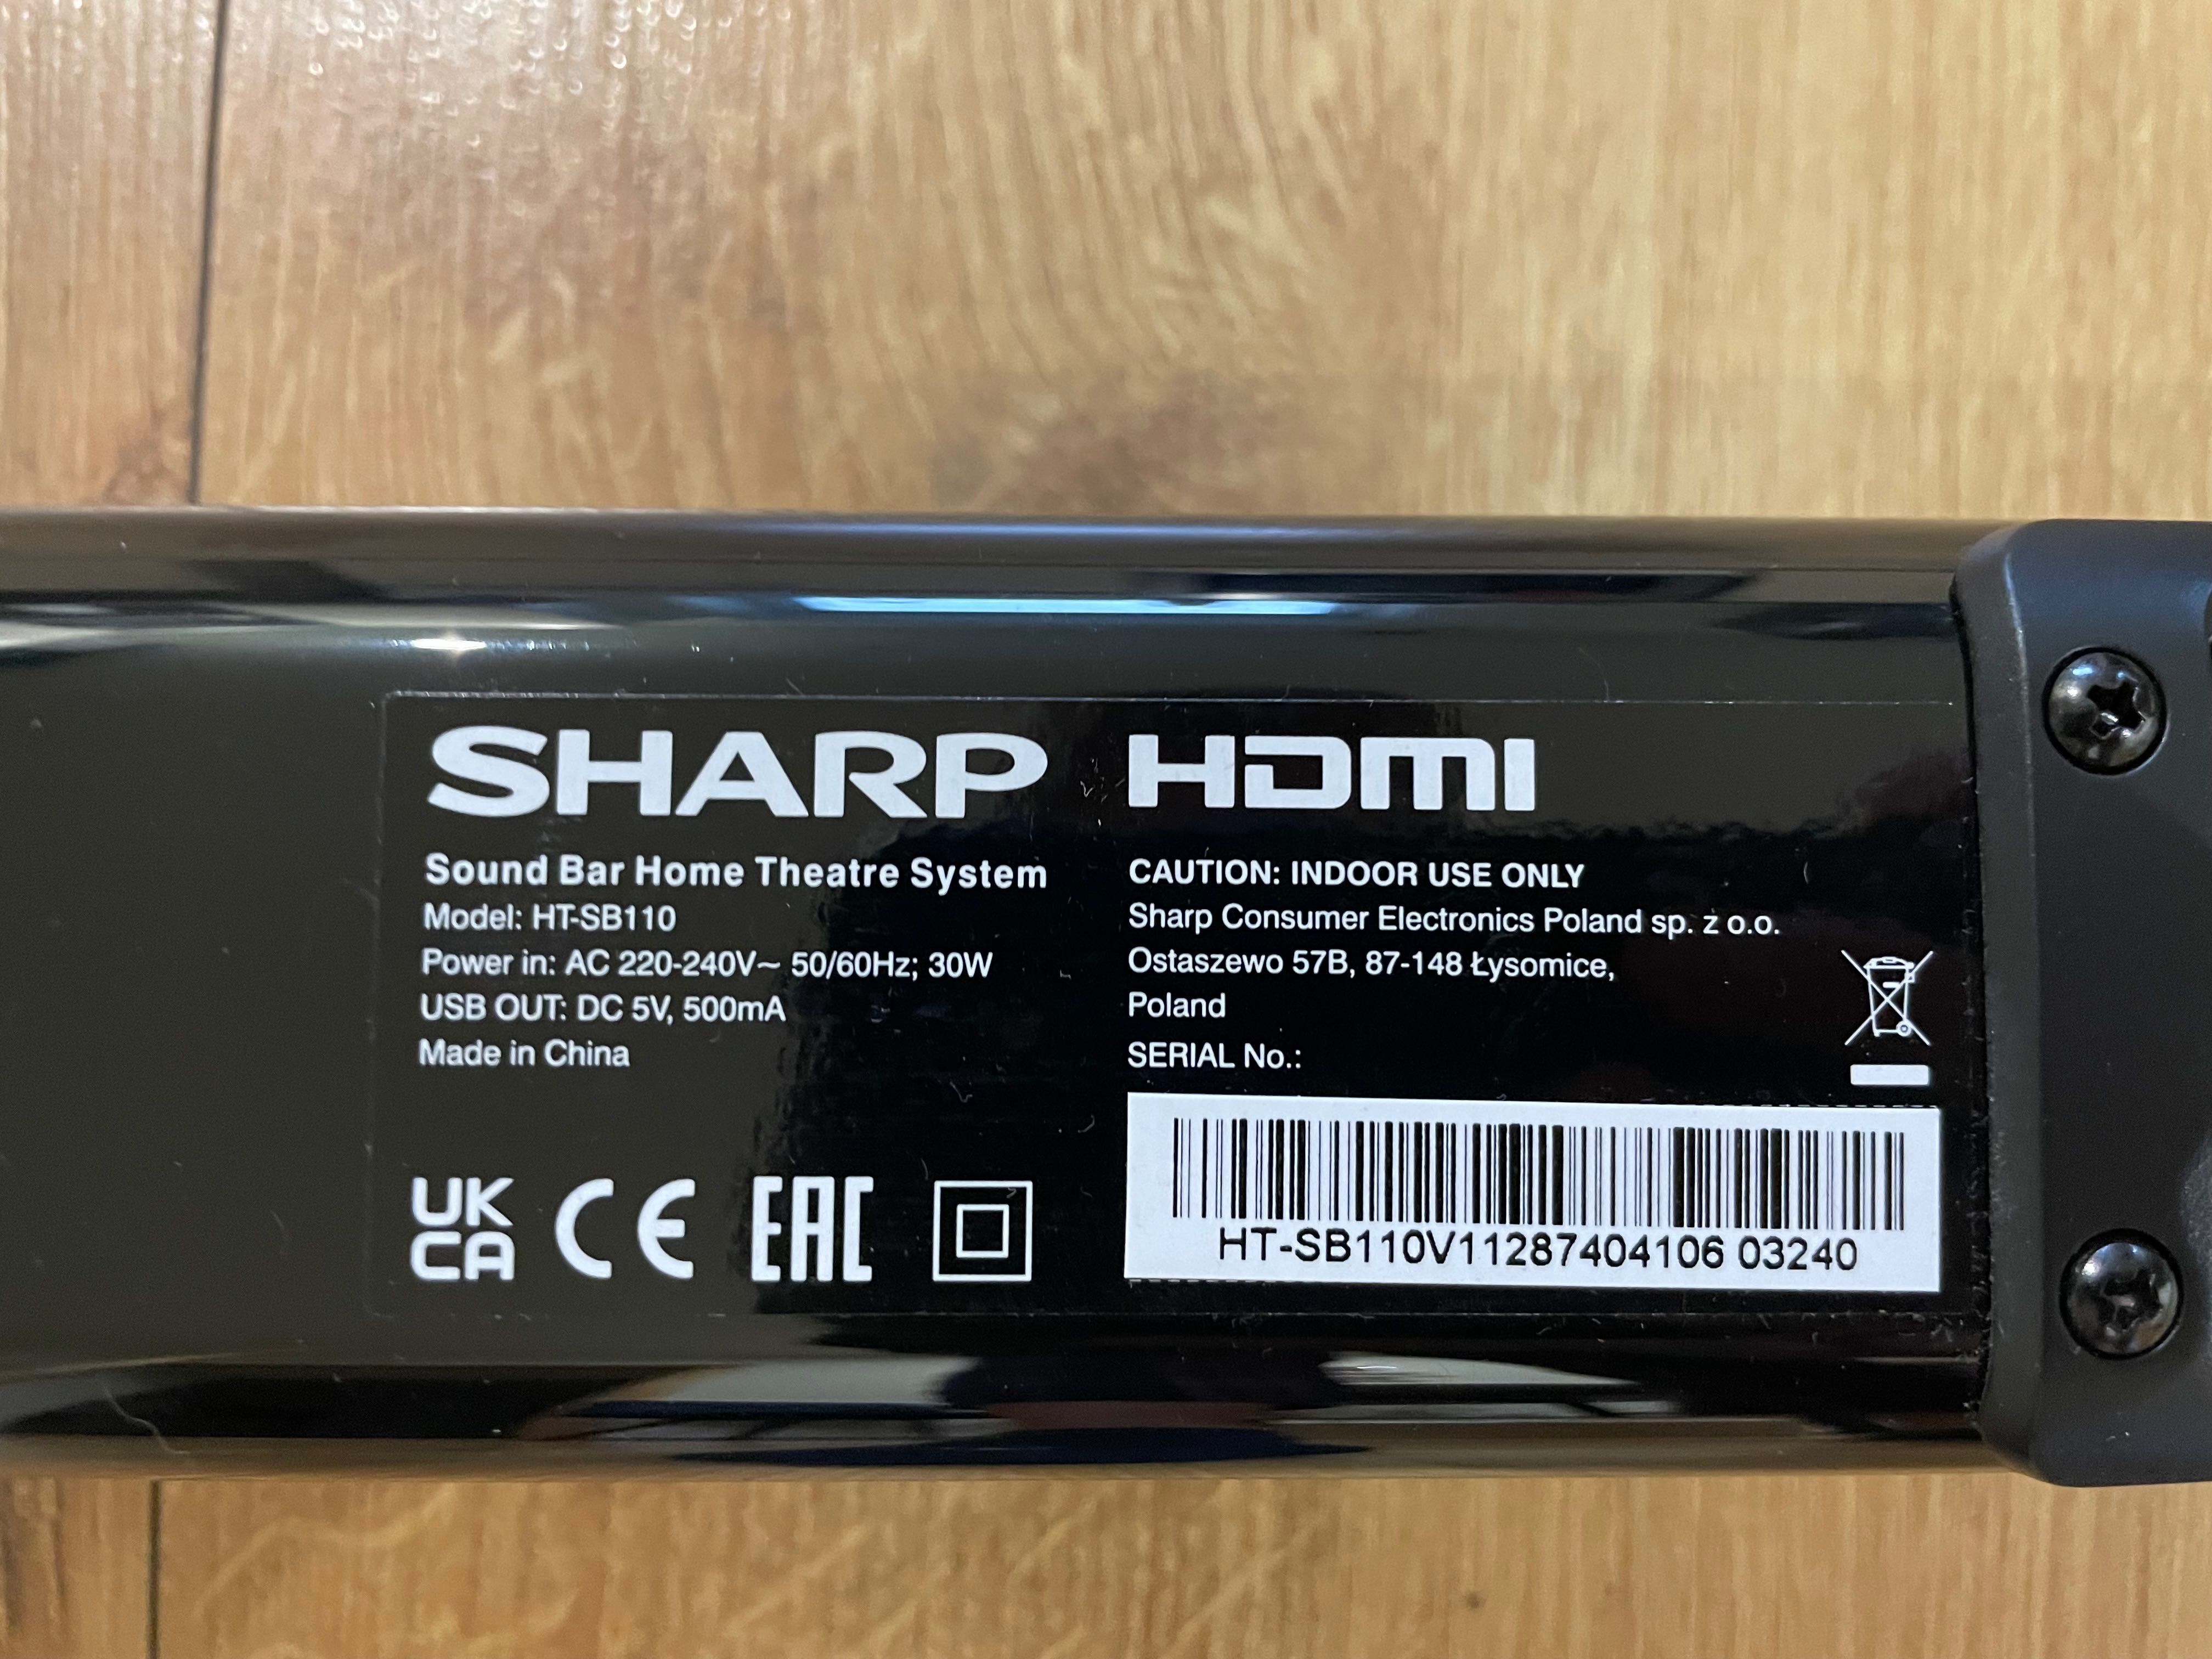 SHARP
Sound Bar Home Theatre System
Model: HT-SB110
Power in: AC 220-240V~ 50/60Hz; 30W
USB OUT: DC 5V, 500mA
Made in China
UK
CA
CE
EAC
HDMI
CAUTION: INDOOR USE ONLY
Sharp Consumer Electronics Poland sp. z o.o.
Ostaszewo 57B, 87-148 Łysomice,
Poland
SERIAL No.:
HT-SB110V11287404106 03240